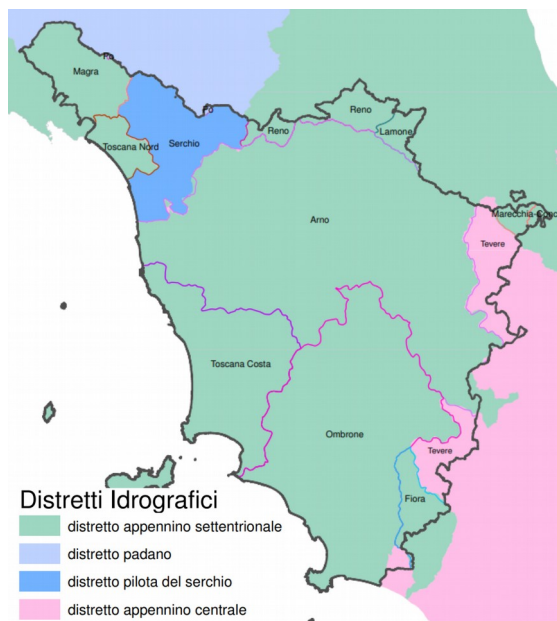 Po
Magra
Po
Reno
Serchio
Reno
Lamone
Toscana Nord
Marecchia-Conc
Arno
Tevere
Toscana Costa
Ombrone
Tevere
Fiora
Distretti Idrografici
distretto appennino settentrionale
distretto padano
distretto pilota del serchio
distretto appennino centrale